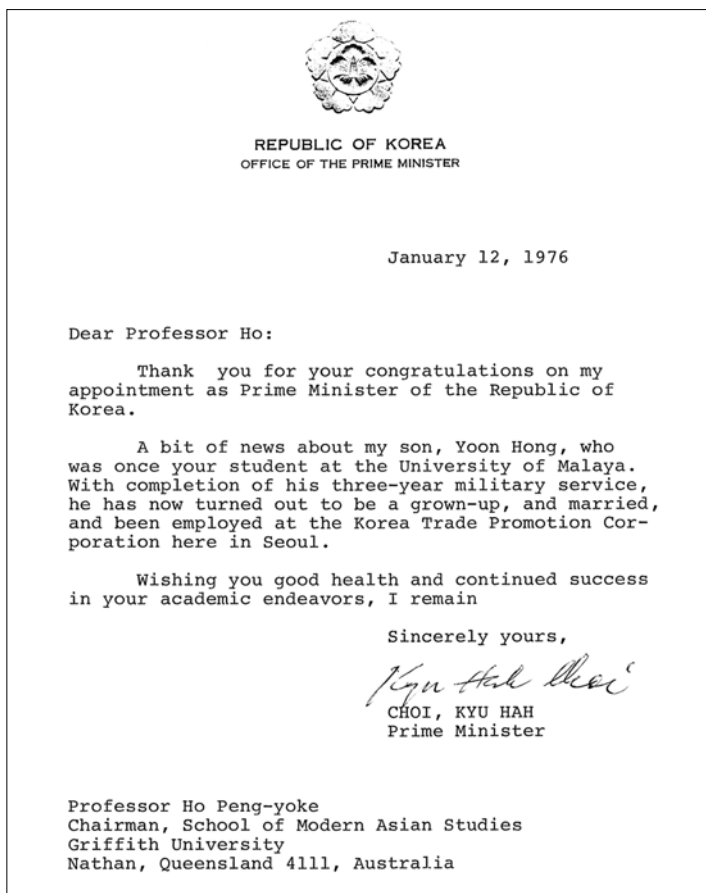 REPUBLIC OF KOREA
OFFICE OF THE PRIME MINISTER
January 12, 1976
Dear Professor Ho:
Thank you for your congratulations on my
appointment as Prime Minister of the Republic of
Korea.
A bit of news about my son, Yoon Hong, who
was once your student at the University of Malaya.
With completion of his three-year military service,
he has now turned out to be a grown-up, and married,
and been employed at the Korea Trade Promotion Cor-
poration here in Seoul.
Wishing you good health and continued success
in your academic endeavors, I remain
Sincerely yours,
Kyu Hah Choi
CHOI, KYU HAH
Prime Minister
Professor Ho Peng-yoke
Chairman, School of Modern Asian Studies
Griffith University
Nathan, Queensland 4111, Australia